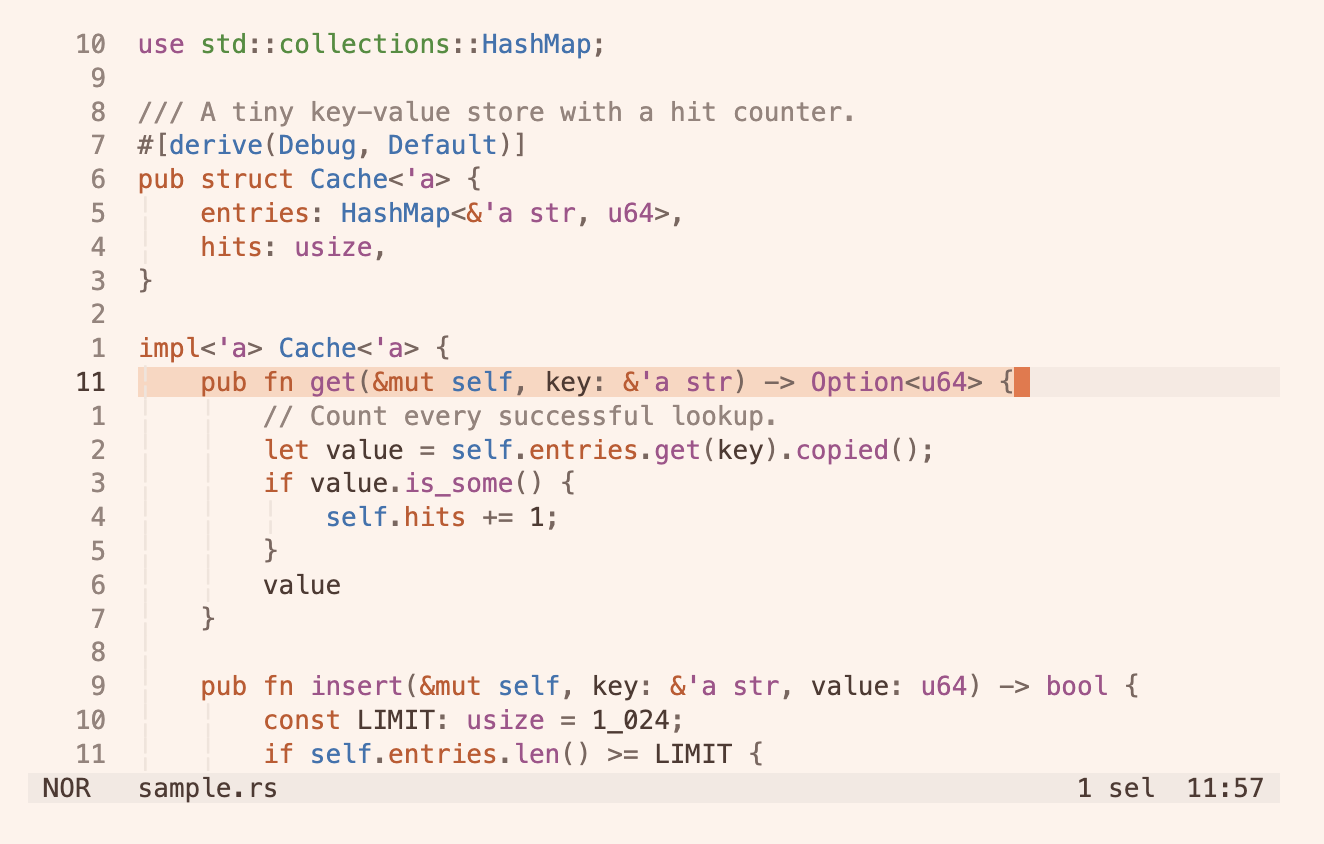 10 use std::collections::HashMap;
9
8 /// A tiny key-value store with a hit counter.
7 #[derive(Debug, Default)]
6 pub struct Cache<'a> {
5     entries: HashMap<&'a str, u64>,
4     hits: usize,
3 }
2
1 impl<'a> Cache<'a> {
11     pub fn get(&mut self, key: &'a str) -> Option<u64> {
1         // Count every successful lookup.
2         let value = self.entries.get(key).copied();
3         if value.is_some() {
4             self.hits += 1;
5         }
6         value
7     }
8
9     pub fn insert(&mut self, key: &'a str, value: u64) -> bool {
10         const LIMIT: usize = 1_024;
11         if self.entries.len() >= LIMIT {
NOR sample.rs 1 sel 11:57